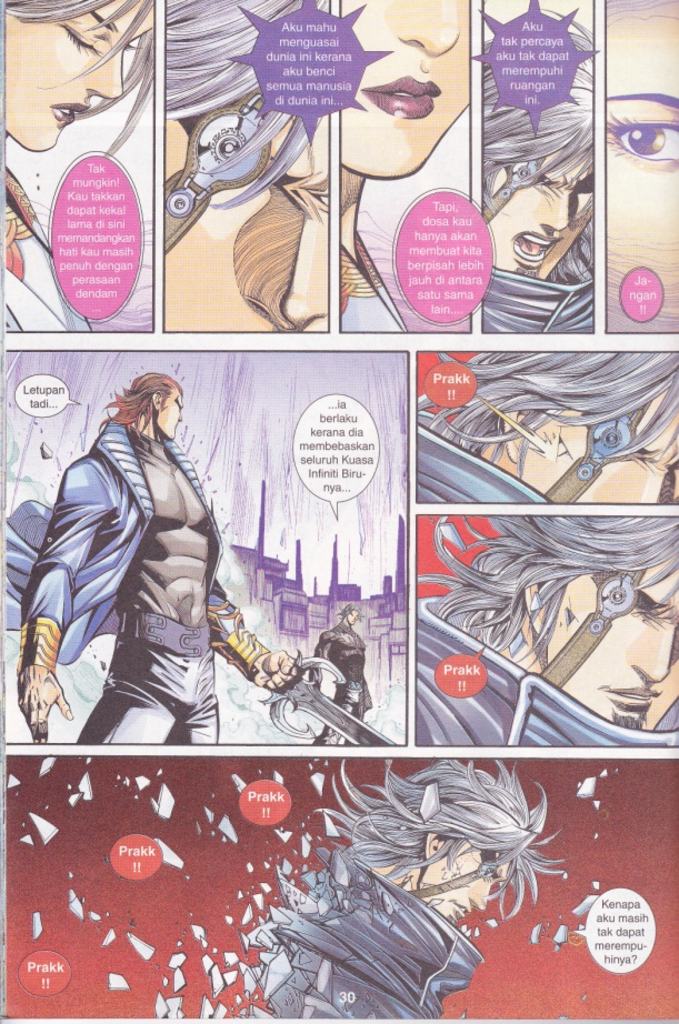 Tak
mungkin!
Kau takkan
dapat kekal
lama di sini
memandangkan
hati kau masih
penuh dengan
perasaan
dendam
...
Aku mahu
menguasai
dunia ini kerana
aku benci
semua manusia
di dunia ini...
Tapi,
dosa kau
hanya akan
membuat kita
berpisah lebih
jauh di antara
satu sama
lain....
Aku
tak percaya
aku tak dapat
merempuhi
ruangan
ini.
Ja-
ngan
!!
Letupan
tadi...
...ia
berlaku
kerana dia
membebaskan
seluruh Kuasa
Infiniti Biru-
nya...
Prakk
!!
Prakk
!!
Prakk
!!
Prakk
!!
Prakk
!!
Kenapa
aku masih
tak dapat
merempu-
hinya?
30